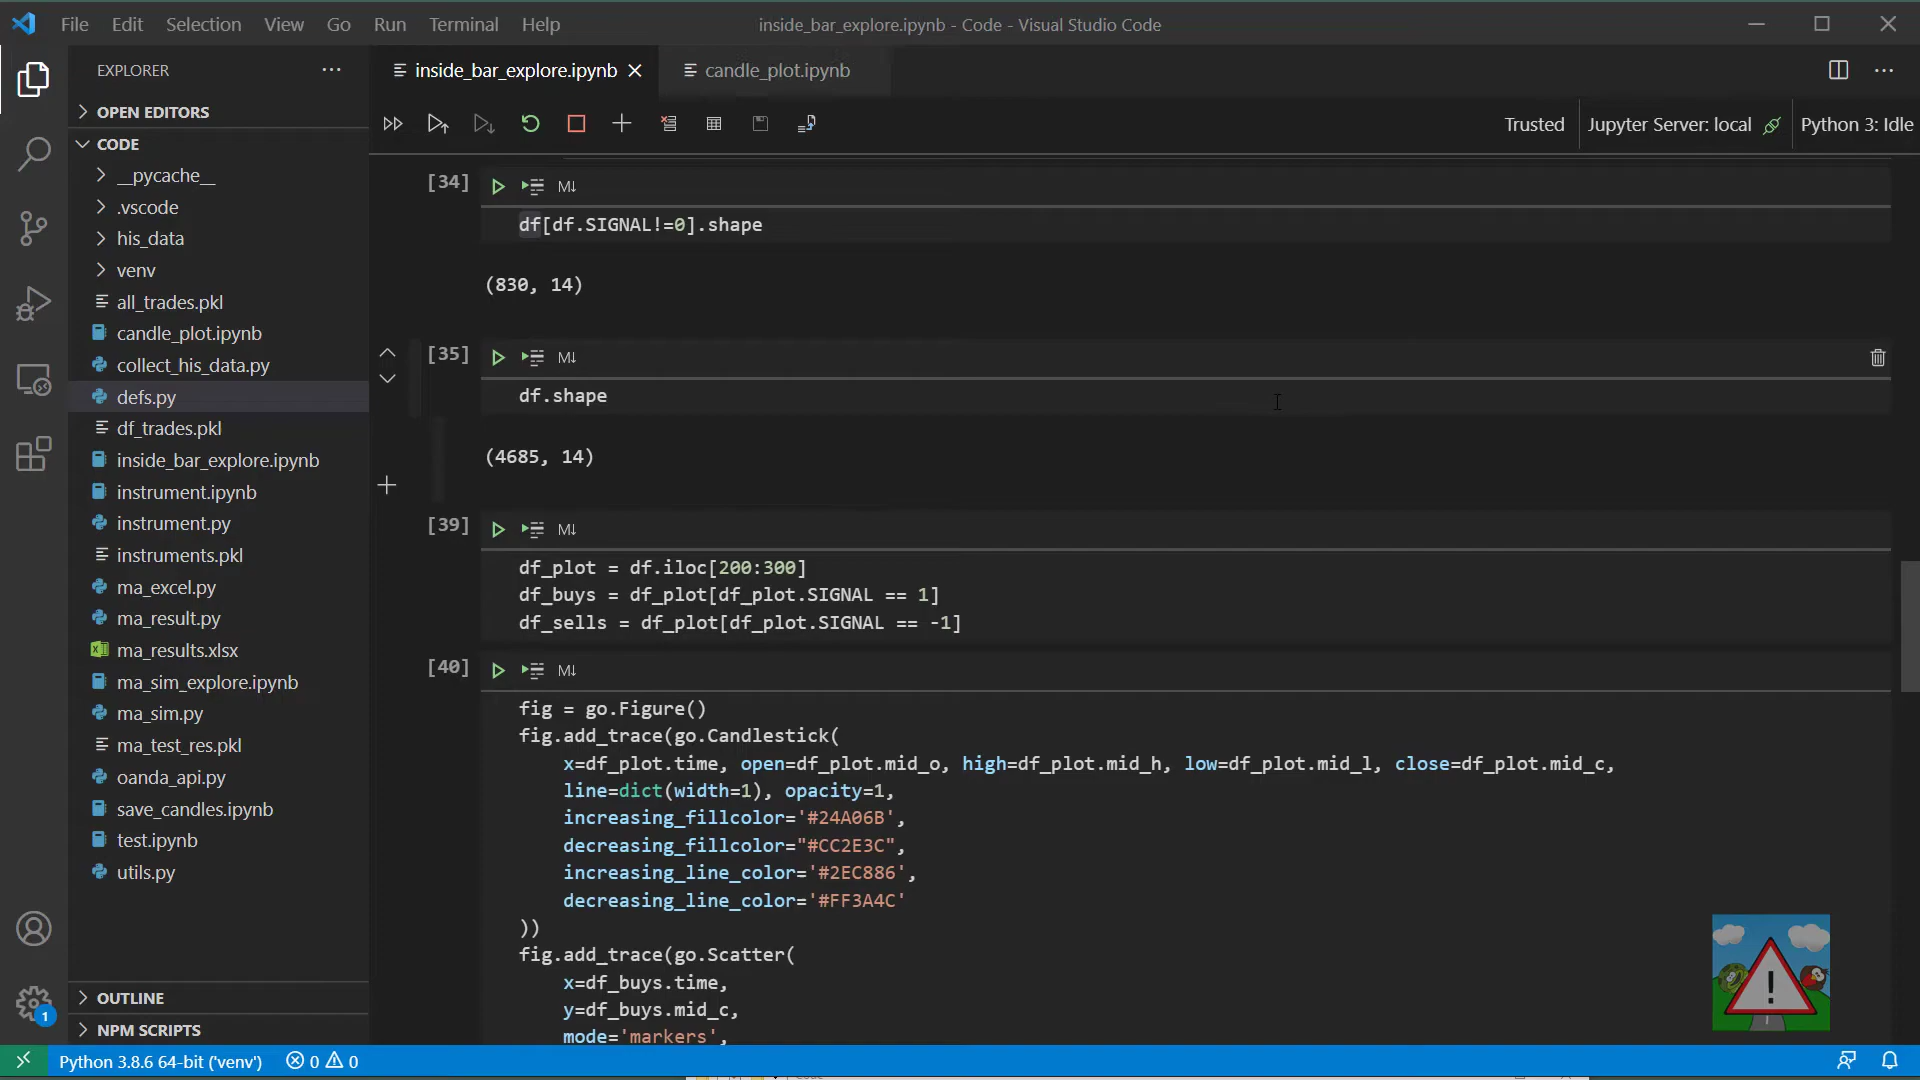 File Edit Selection View Go Run Terminal Help
inside_bar_explore.ipynb - Code - Visual Studio Code
EXPLORER
OPEN EDITORS
CODE
__pycache__
.vscode
his_data
venv
all_trades.pkl
candle_plot.ipynb
collect_his_data.py
defs.py
df_trades.pkl
inside_bar_explore.ipynb
instrument.ipynb
instrument.py
instruments.pkl
ma_excel.py
ma_result.py
ma_results.xlsx
ma_sim_explore.ipynb
ma_sim.py
ma_test_res.pkl
oanda_api.py
save_candles.ipynb
test.ipynb
utils.py
OUTLINE
NPM SCRIPTS
inside_bar_explore.ipynb
candle_plot.ipynb
Trusted
Jupyter Server: local
Python 3: Idle
[34]
M↓
df[df.SIGNAL!=0].shape
(830, 14)
[35]
M↓
df.shape
(4685, 14)
[39]
M↓
df_plot = df.iloc[200:300]
df_buys = df_plot[df_plot.SIGNAL == 1]
df_sells = df_plot[df_plot.SIGNAL == -1]
[40]
M↓
fig = go.Figure()
fig.add_trace(go.Candlestick(
x=df_plot.time, open=df_plot.mid_o, high=df_plot.mid_h, low=df_plot.mid_l, close=df_plot.mid_c,
line=dict(width=1), opacity=1,
increasing_fillcolor='#24A06B',
decreasing_fillcolor="#CC2E3C",
increasing_line_color='#2EC886',
decreasing_line_color='#FF3A4C'
))
fig.add_trace(go.Scatter(
x=df_buys.time,
y=df_buys.mid_c,
mode='markers',
1
Python 3.8.6 64-bit ('venv')
0
0